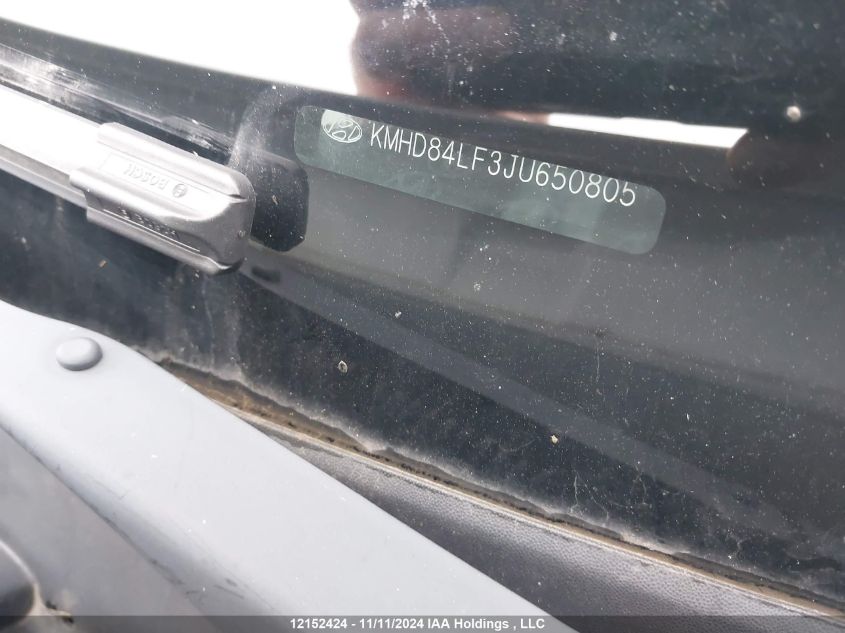 KMHD84LF3JU650805
BOSCH
12152424 - 11/11/2024 IAA Holdings , LLC